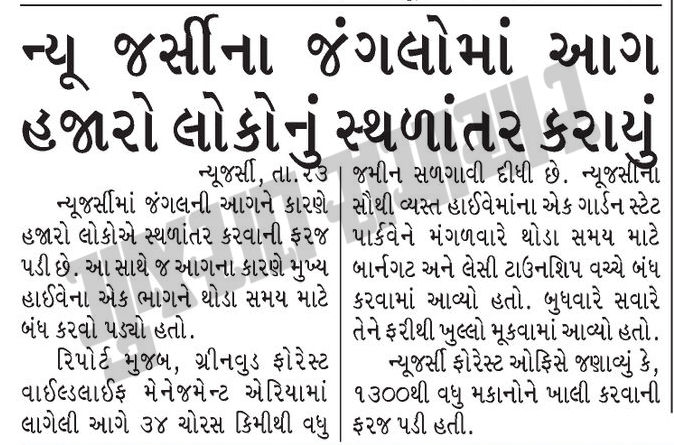 ન્યૂ જર્સીના જંગલોમાં આગ
હજારો લોકોનું સ્થળાંતર કરાયું
ન્યૂજર્સી, તા.૨૩
ન્યૂજર્સીમાં જંગલની આગને કારણે
હજારો લોકોએ સ્થળાંતર કરવાની ફરજ
પડી છે. આ સાથે જ આગના કારણે મુખ્ય
હાઈવેના એક ભાગને થોડા સમય માટે
બંધ કરવો પડ્યો હતો.
રિપોર્ટ મુજબ, ગ્રીનવુડ ફોરેસ્ટ
વાઈલ્ડલાઈફ મેનેજમેન્ટ એરિયામાં
લાગેલી આગે ૩૪ ચોરસ કિમીથી વધુ
જમીન સળગાવી દીધી છે. ન્યૂજર્સીના
સૌથી વ્યસ્ત હાઈવેમાંના એક ગાર્ડન સ્ટેટ
પાર્કવેને મંગળવારે થોડા સમય માટે
બાર્નગટ અને લેસી ટાઉનશિપ વચ્ચે બંધ
કરવામાં આવ્યો હતો. બુધવારે સવારે
તેને ફરીથી ખુલ્લો મૂકવામાં આવ્યો હતો.
ન્યૂજર્સી ફોરેસ્ટ ઓફિસે જણાવ્યું કે,
૧૩૦૦થી વધુ મકાનોને ખાલી કરવાની
ફરજ પડી હતી.
ગુજરાત સમાચાર